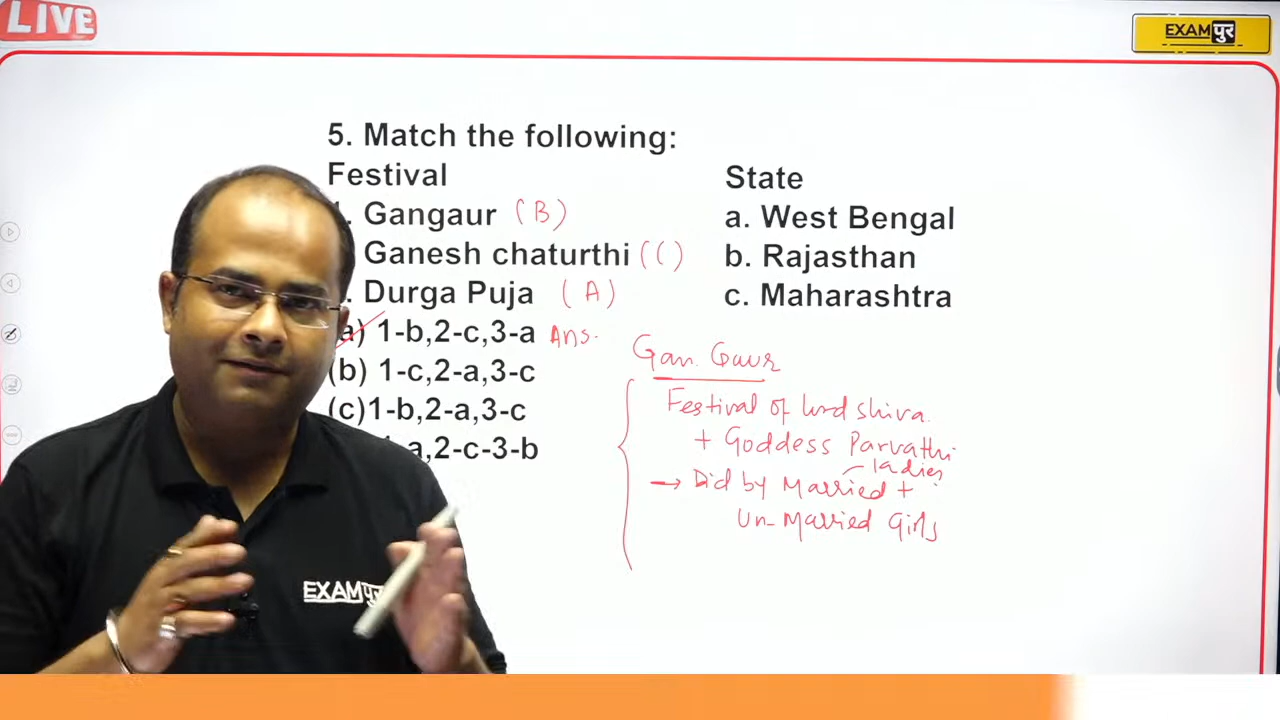 LIVE
EXAMपुर
5. Match the following:
Festival State
Gangaur (B) a. West Bengal
Ganesh chaturthi (C) b. Rajasthan
Durga Puja (A) c. Maharashtra
a) 1-b,2-c,3-a Ans.
(b) 1-c,2-a,3-c
(c)1-b,2-a,3-c
a,2-c-3-b
Gan. Gaur
Festival of lord shiva.
+ Goddess Parvathi
ladies
→ Did by Married +
Un-Married Girls
EXAMपुर